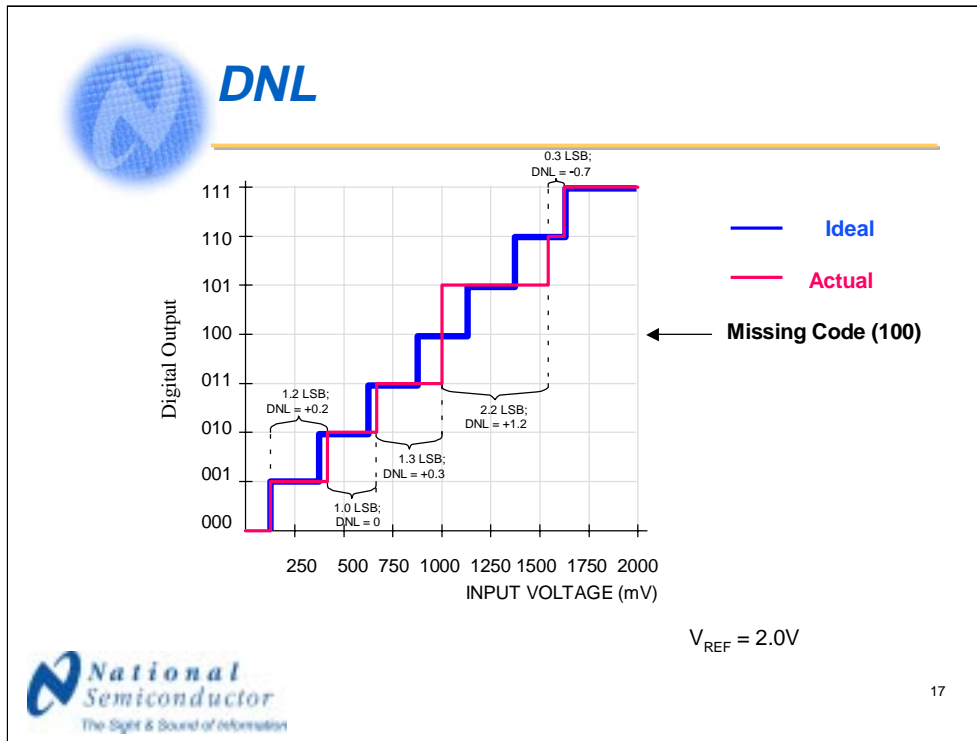 DNL
0.3 LSB;
DNL = -0.7
111
110
101
100
011
010
001
000
Digital Output
1.2 LSB;
DNL = +0.2
1.0 LSB;
DNL = 0
1.3 LSB;
DNL = +0.3
2.2 LSB;
DNL = +1.2
250 500 750 1000 1250 1500 1750 2000
INPUT VOLTAGE (mV)
Ideal
Actual
Missing Code (100)
VREF = 2.0V
National
Semiconductor
The Sight & Sound of Information
17